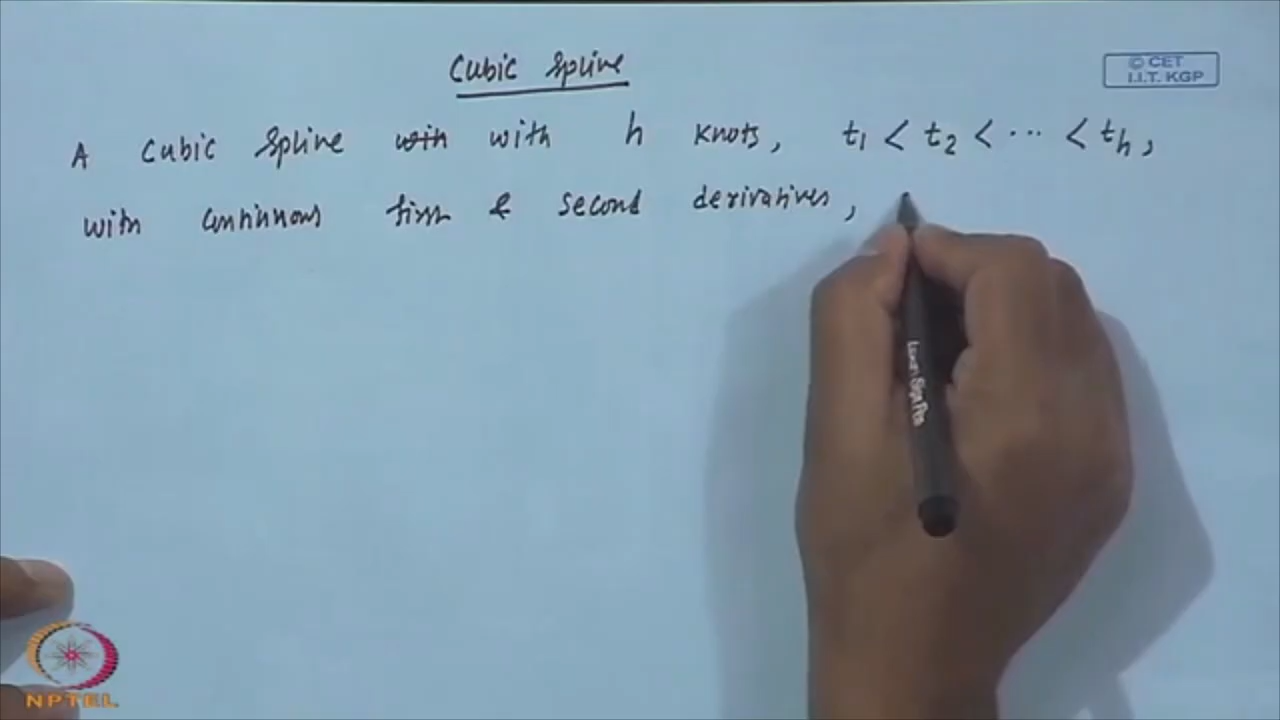 Cubic Spline
© CET
I.I.T. KGP
A Cubic Spline with with h knots, t₁ < t₂ < ··· < tₕ,
with continuous first & second derivatives,
NPTEL